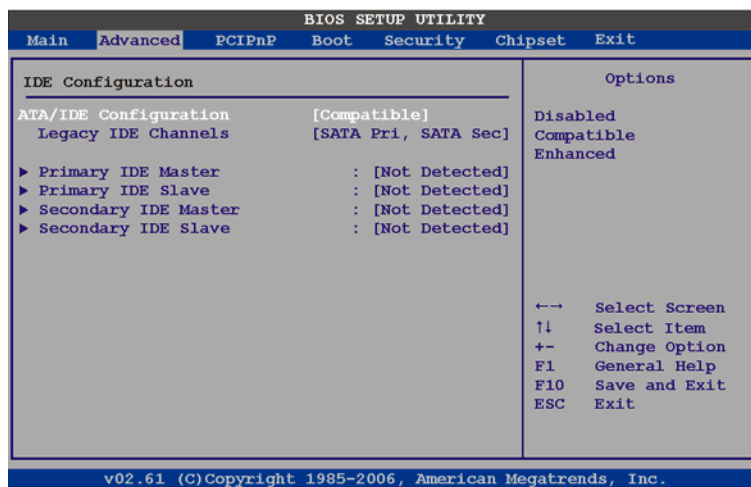 BIOS SETUP UTILITY
Main Advanced PCIPnP Boot Security Chipset Exit
IDE Configuration
ATA/IDE Configuration [Compatible]
Legacy IDE Channels [SATA Pri, SATA Sec]
▶ Primary IDE Master : [Not Detected]
▶ Primary IDE Slave : [Not Detected]
▶ Secondary IDE Master : [Not Detected]
▶ Secondary IDE Slave : [Not Detected]
Options
Disabled
Compatible
Enhanced
←→ Select Screen
↑↓ Select Item
+- Change Option
F1 General Help
F10 Save and Exit
ESC Exit
v02.61 (C)Copyright 1985-2006, American Megatrends, Inc.